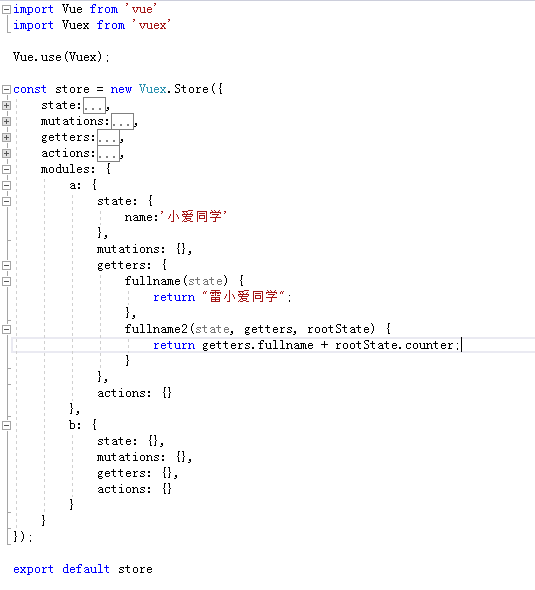 import Vue from 'vue'
import Vuex from 'vuex'
Vue.use(Vuex);
const store = new Vuex.Store({
    state:...,
    mutations:...,
    getters:...,
    actions:...,
    modules: {
        a: {
            state: {
                name:'小爱同学'
            },
            mutations: {},
            getters: {
                fullname(state) {
                    return "雷小爱同学";
                },
                fullname2(state, getters, rootState) {
                    return getters.fullname + rootState.counter;
                }
            },
            actions: {}
        },
        b: {
            state: {},
            mutations: {},
            getters: {},
            actions: {}
        }
    }
});
export default store